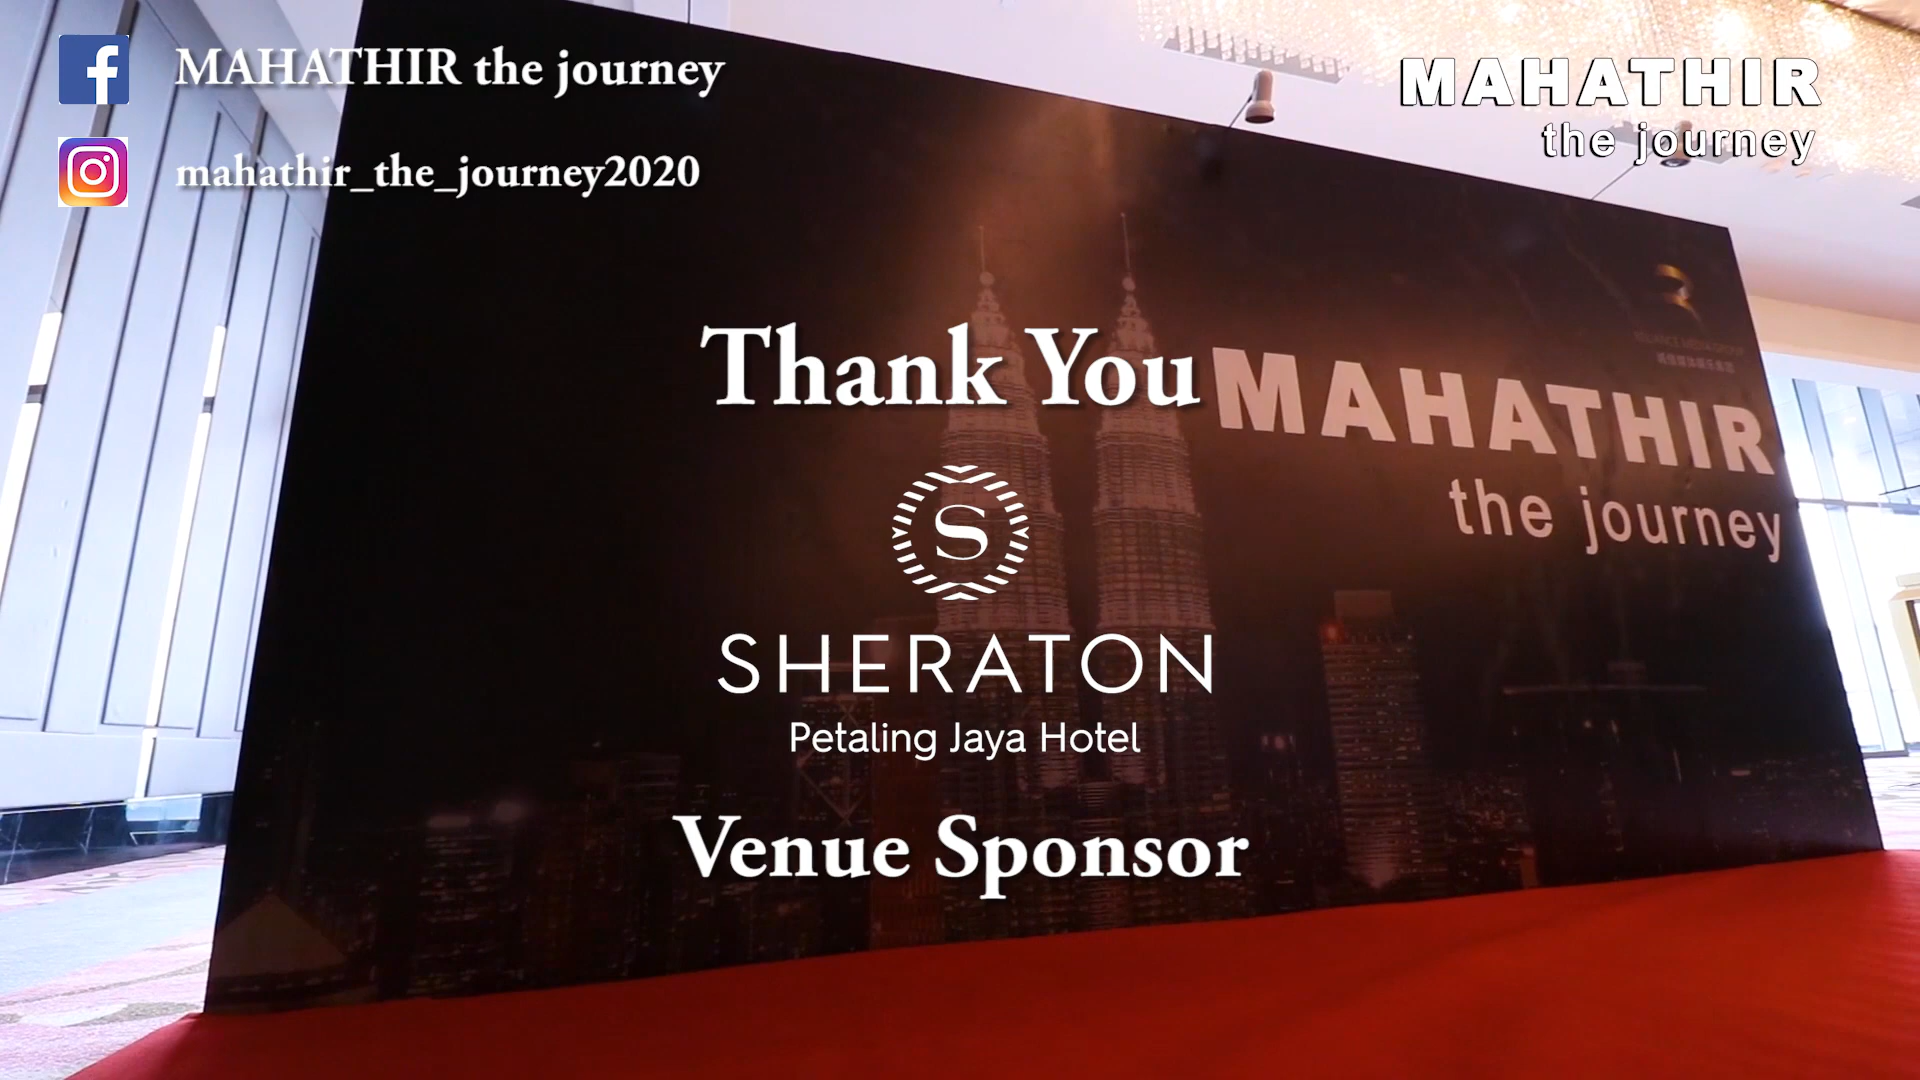 MAHATHIR the journey
mahathir_the_journey2020
MAHATHIR
the journey
Thank You
MAHATHIR
the journey
S
SHERATON
Petaling Jaya Hotel
Venue Sponsor